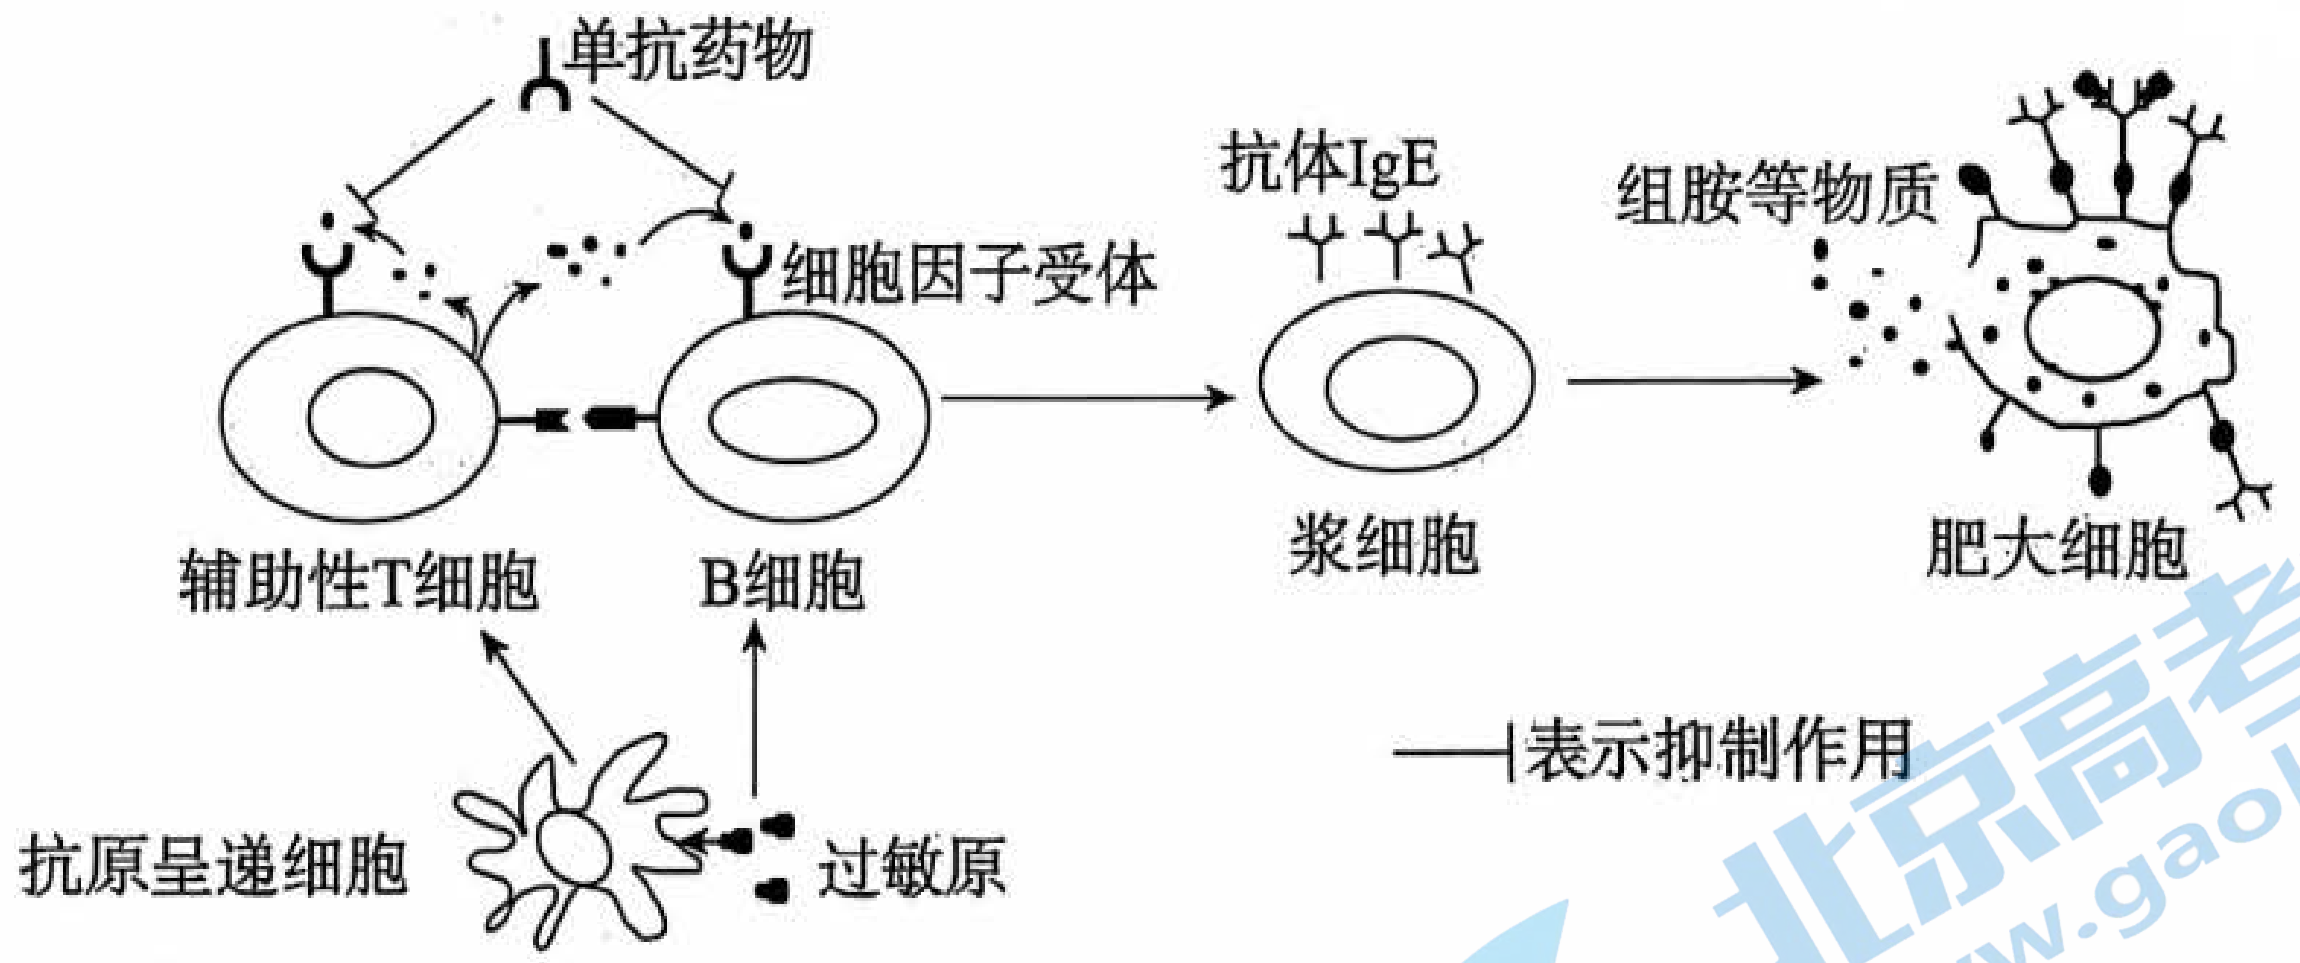 单抗药物
抗体IgE
组胺等物质
细胞因子受体
浆细胞
肥大细胞
辅助性T细胞
B细胞
表示抑制作用
抗原呈递细胞
过敏原
北京高考
w.gao